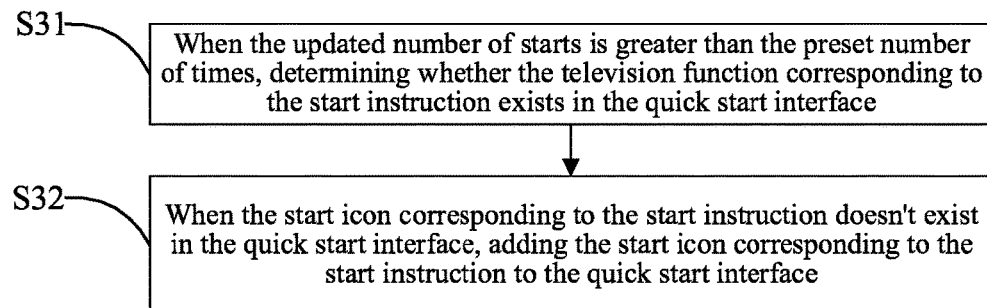 S31
When the updated number of starts is greater than the preset number
of times, determining whether the television function corresponding to
the start instruction exists in the quick start interface
S32
When the start icon corresponding to the start instruction doesn't exist
in the quick start interface, adding the start icon corresponding to the
start instruction to the quick start interface